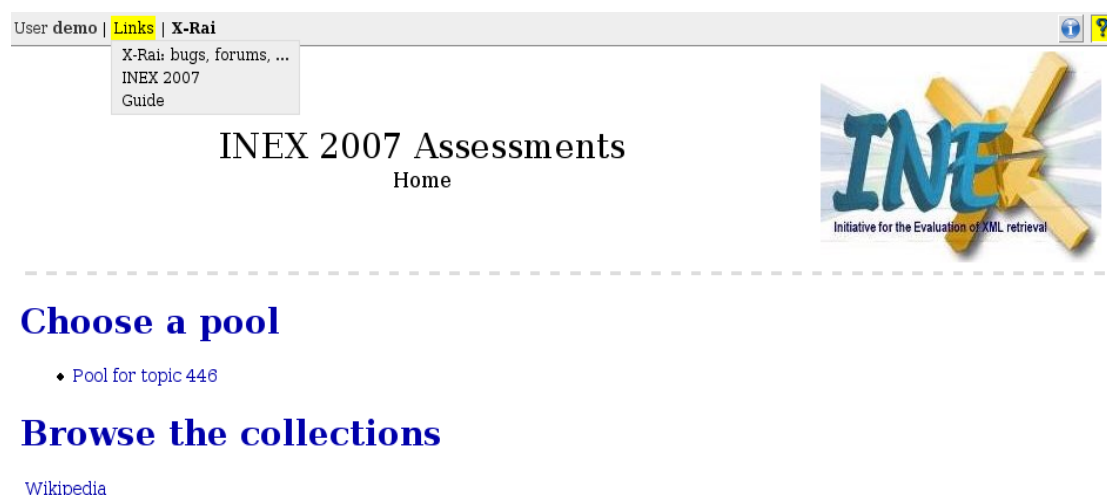 User demo | Links | X-Rai
X-Rai: bugs, forums, ...
INEX 2007
Guide
INEX 2007 Assessments
Home
INEX
Initiative for the Evaluation of XML retrieval
Choose a pool
• Pool for topic 446
Browse the collections
Wikipedia